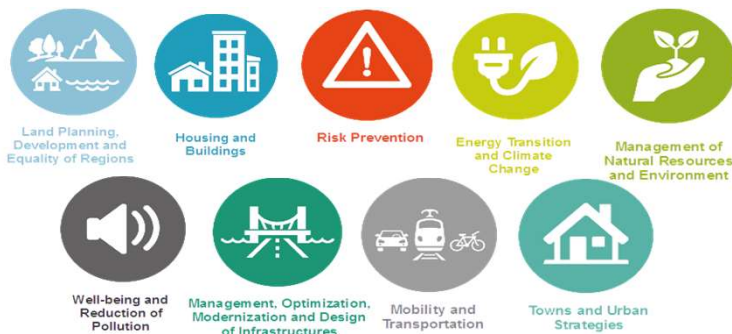 Land Planning,
Development and
Equality of Regions
Housing and
Buildings
Risk Prevention
Energy Transition
and Climate
Change
Management of
Natural Resources
and Environment
Well-being and
Reduction of
Pollution
Management, Optimization,
Modernization and Design
of Infrastructures
Mobility and
Transportation
Towns and Urban
Strategies